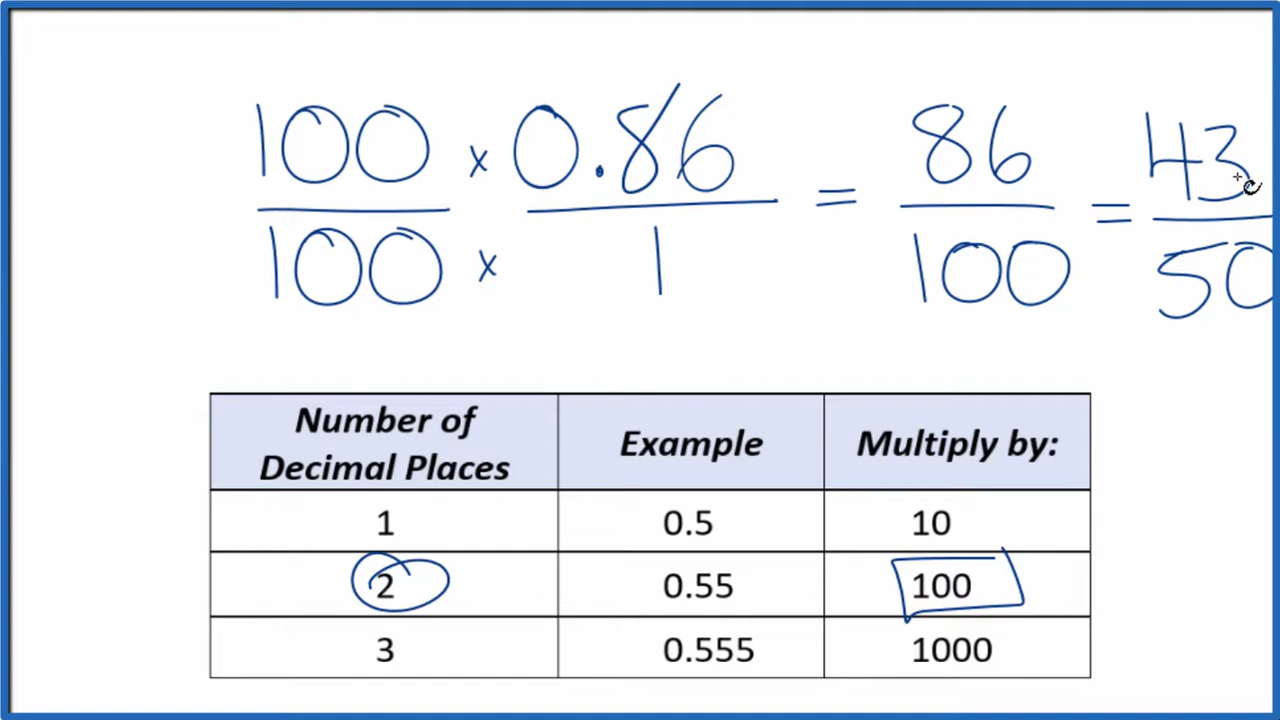 100 × 0.86 = 86 = 43
100 × 1 100 50
Number of Decimal Places Example Multiply by:
1 0.5 10
2 0.55 100
3 0.555 1000